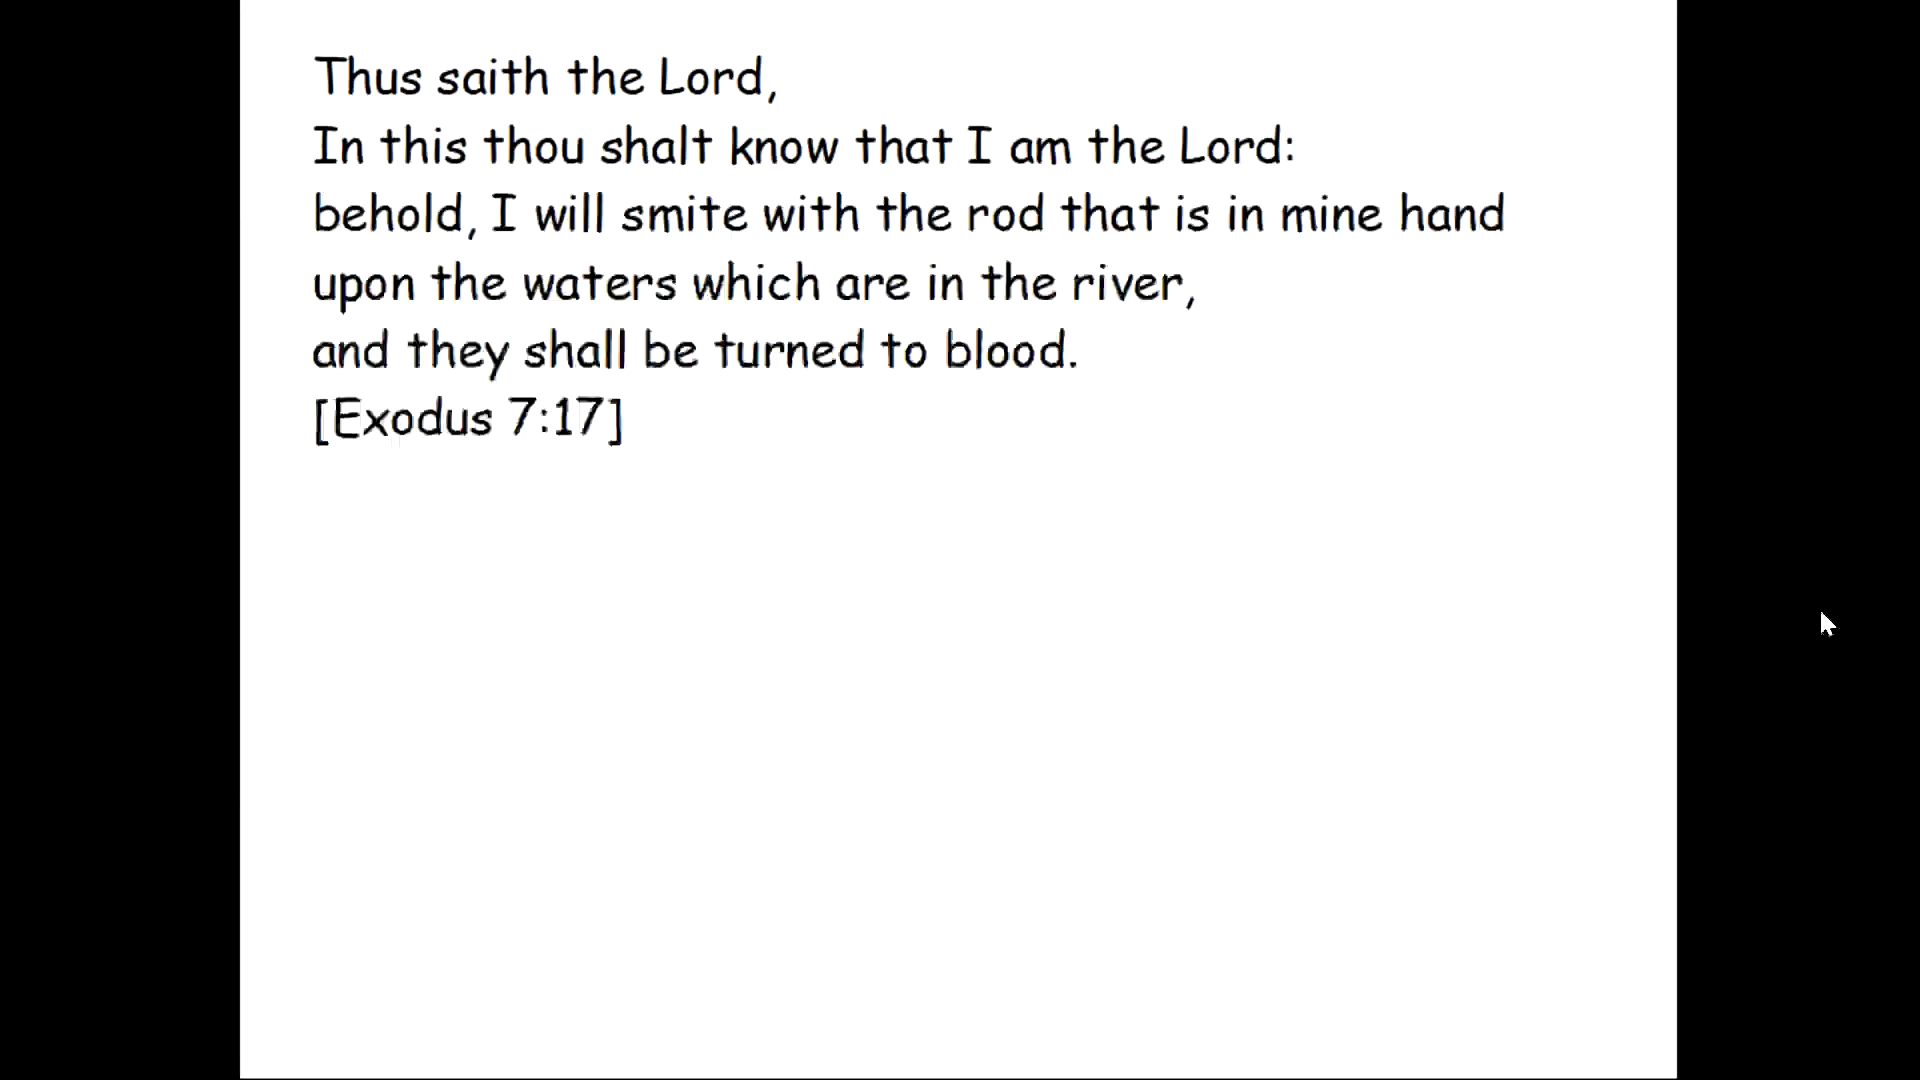 Thus saith the Lord,
In this thou shalt know that I am the Lord:
behold, I will smite with the rod that is in mine hand
upon the waters which are in the river,
and they shall be turned to blood.
[Exodus 7:17]